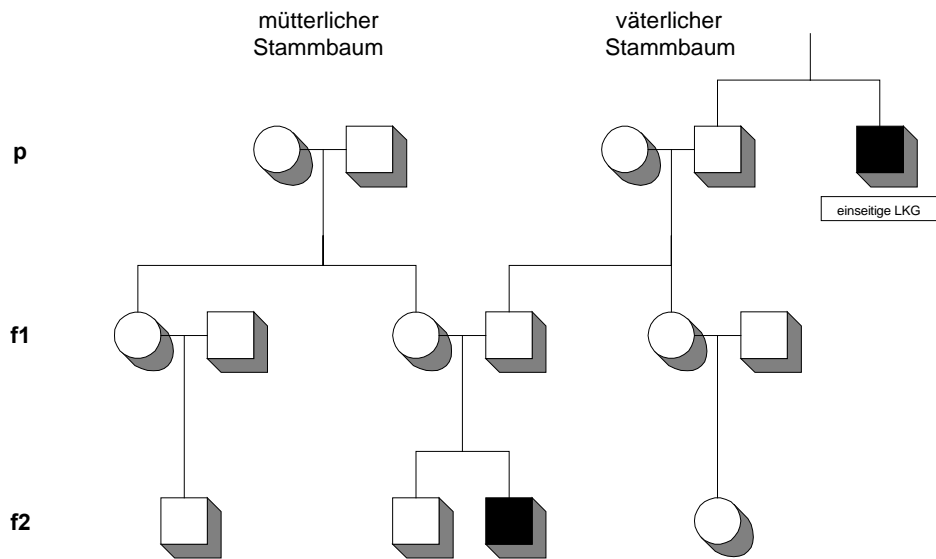 mütterlicher
Stammbaum
väterlicher
Stammbaum
p
einseitige LKG
f1
f2